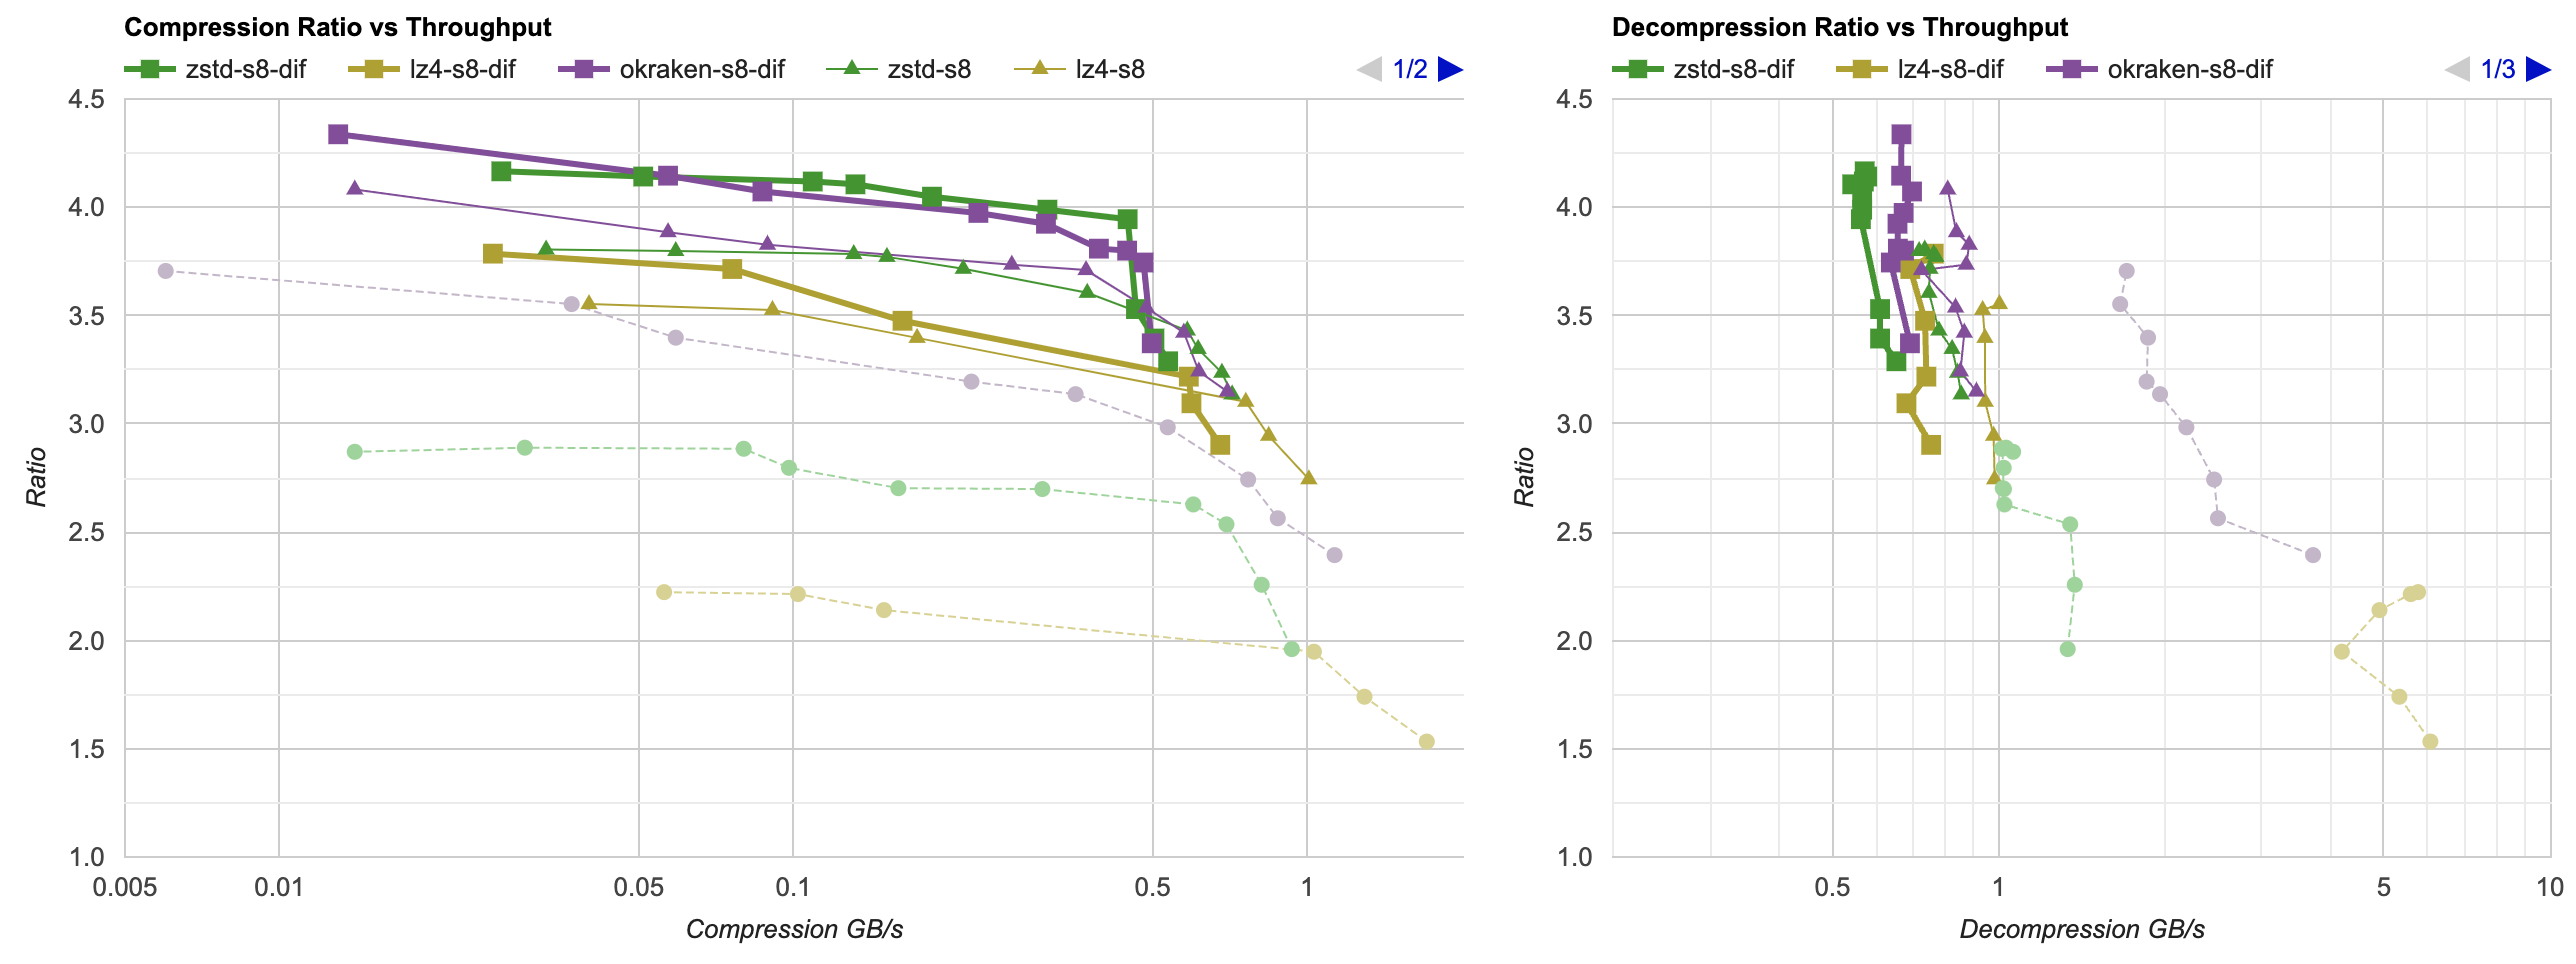 Compression Ratio vs Throughput
zstd-s8-dif lz4-s8-dif okraken-s8-dif zstd-s8 lz4-s8 1/2
4.5
4.0
3.5
3.0
2.5
2.0
1.5
1.0
Ratio
0.005 0.01 0.05 0.1 0.5 1
Compression GB/s
Decompression Ratio vs Throughput
zstd-s8-dif lz4-s8-dif okraken-s8-dif 1/3
4.5
4.0
3.5
3.0
2.5
2.0
1.5
1.0
Ratio
0.5 1 5 10
Decompression GB/s